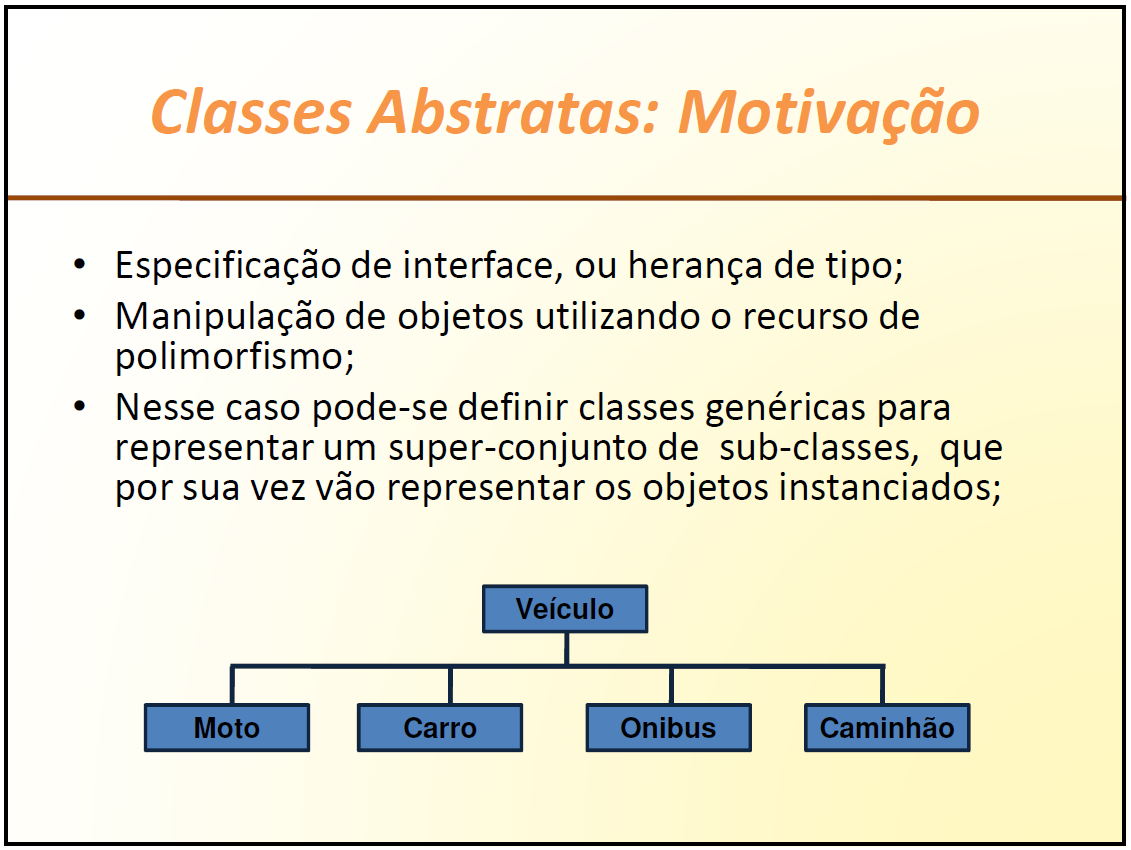 Classes Abstratas: Motivação
• Especificação de interface, ou herança de tipo;
• Manipulação de objetos utilizando o recurso de
polimorfismo;
• Nesse caso pode-se definir classes genéricas para
representar um super-conjunto de sub-classes, que
por sua vez vão representar os objetos instanciados;
Veículo
Moto Carro Onibus Caminhão